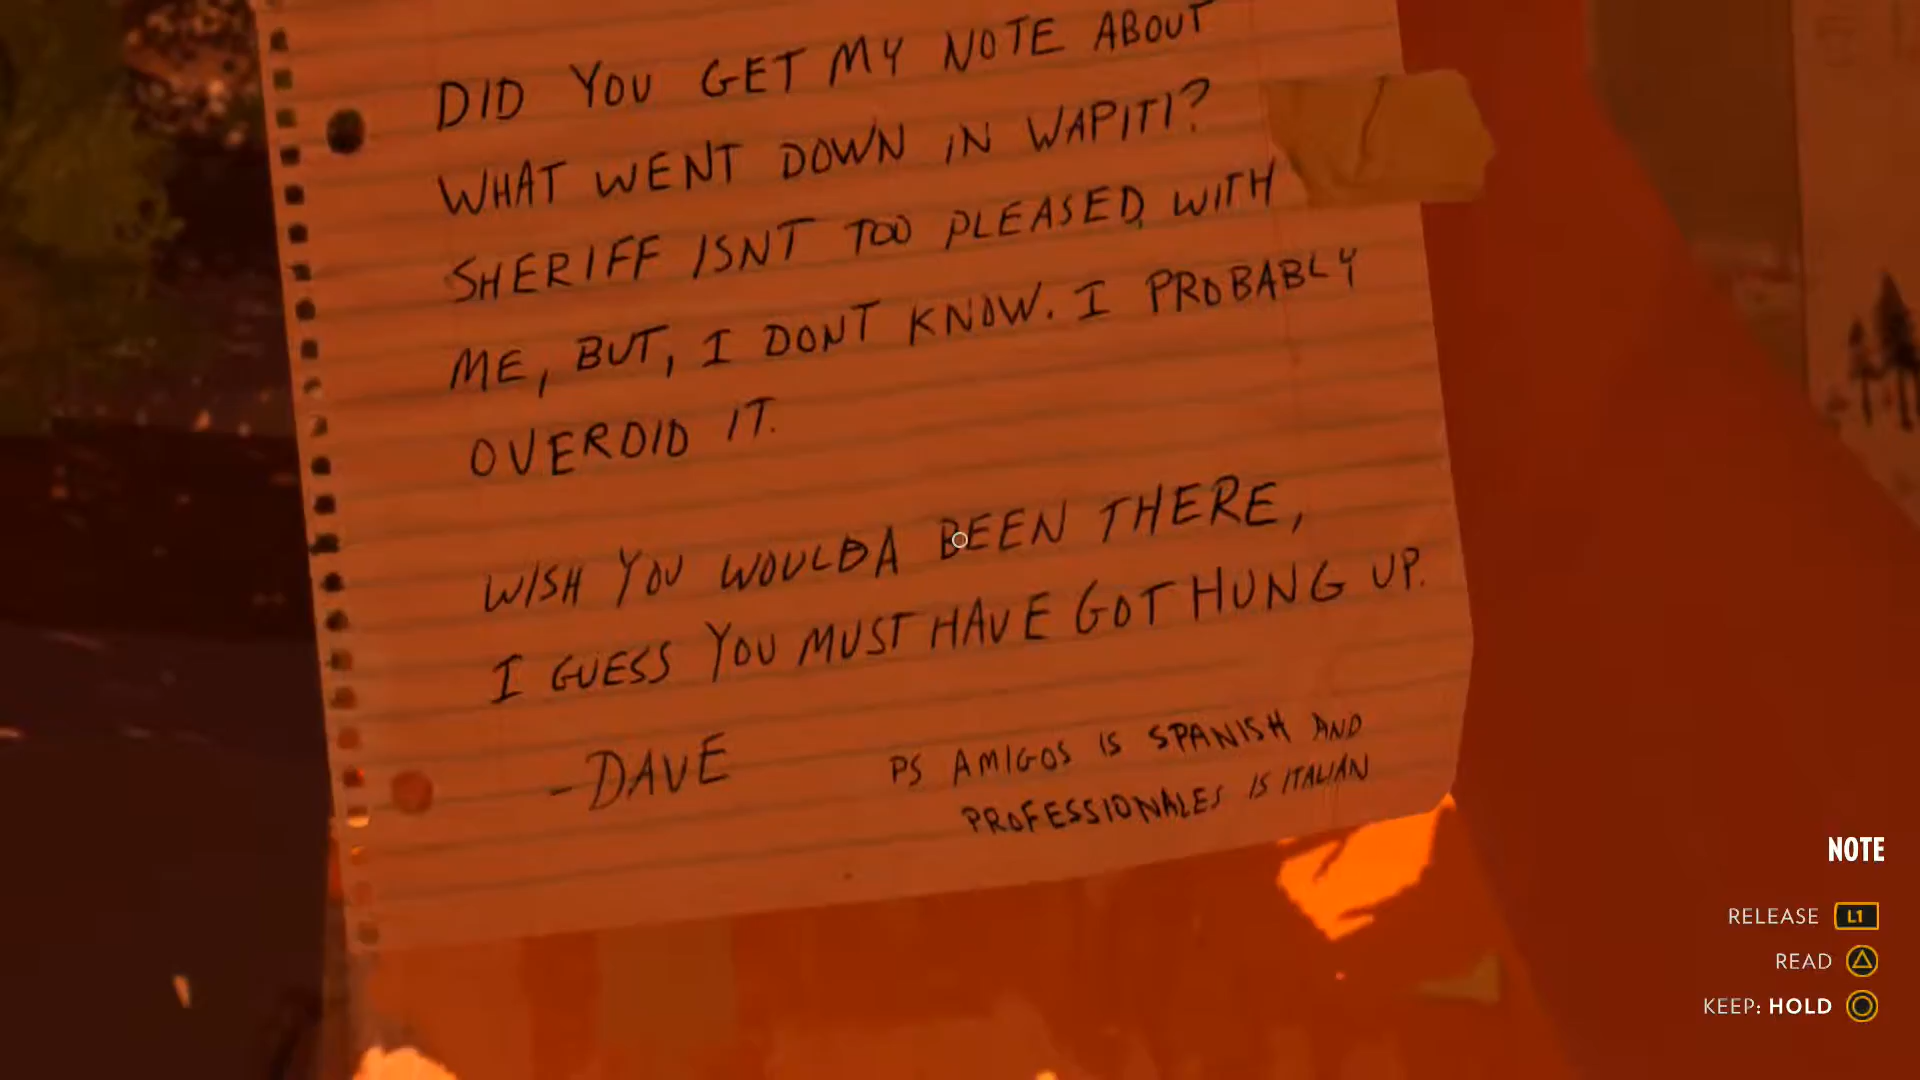 DID YOU GET MY NOTE ABOUT
WHAT WENT DOWN IN WAPITI?
SHERIFF ISNT TOO PLEASED, WITH
ME, BUT, I DONT KNOW. I PROBABLY
OVERDID IT.
WISH YOU WOULDA BEEN THERE,
I GUESS YOU MUST HAVE GOT HUNG UP.
-DAVE
PS AMIGOS IS SPANISH AND
PROFESSIONALES IS ITALIAN
NOTE
RELEASE L1
READ
KEEP: HOLD